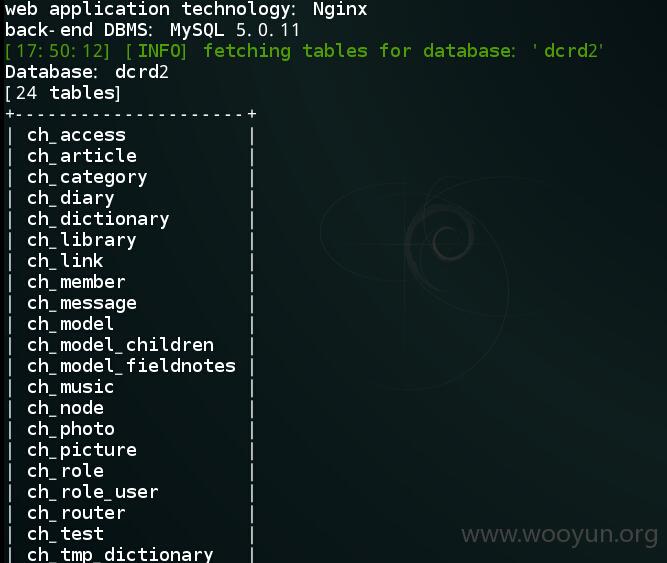 web application technology: Nginx
back-end DBMS: MySQL 5.0.11
[17:50:12] [INFO] fetching tables for database: 'dcrd2'
Database: dcrd2
[24 tables]
+---------------------+
| ch_access |
| ch_article |
| ch_category |
| ch_diary |
| ch_dictionary |
| ch_library |
| ch_link |
| ch_member |
| ch_message |
| ch_model |
| ch_model_children |
| ch_model_fieldnotes |
| ch_music |
| ch_node |
| ch_photo |
| ch_picture |
| ch_role |
| ch_role_user |
| ch_router |
| ch_test |
| ch_tmp_dictionary |
www.wooyun.org